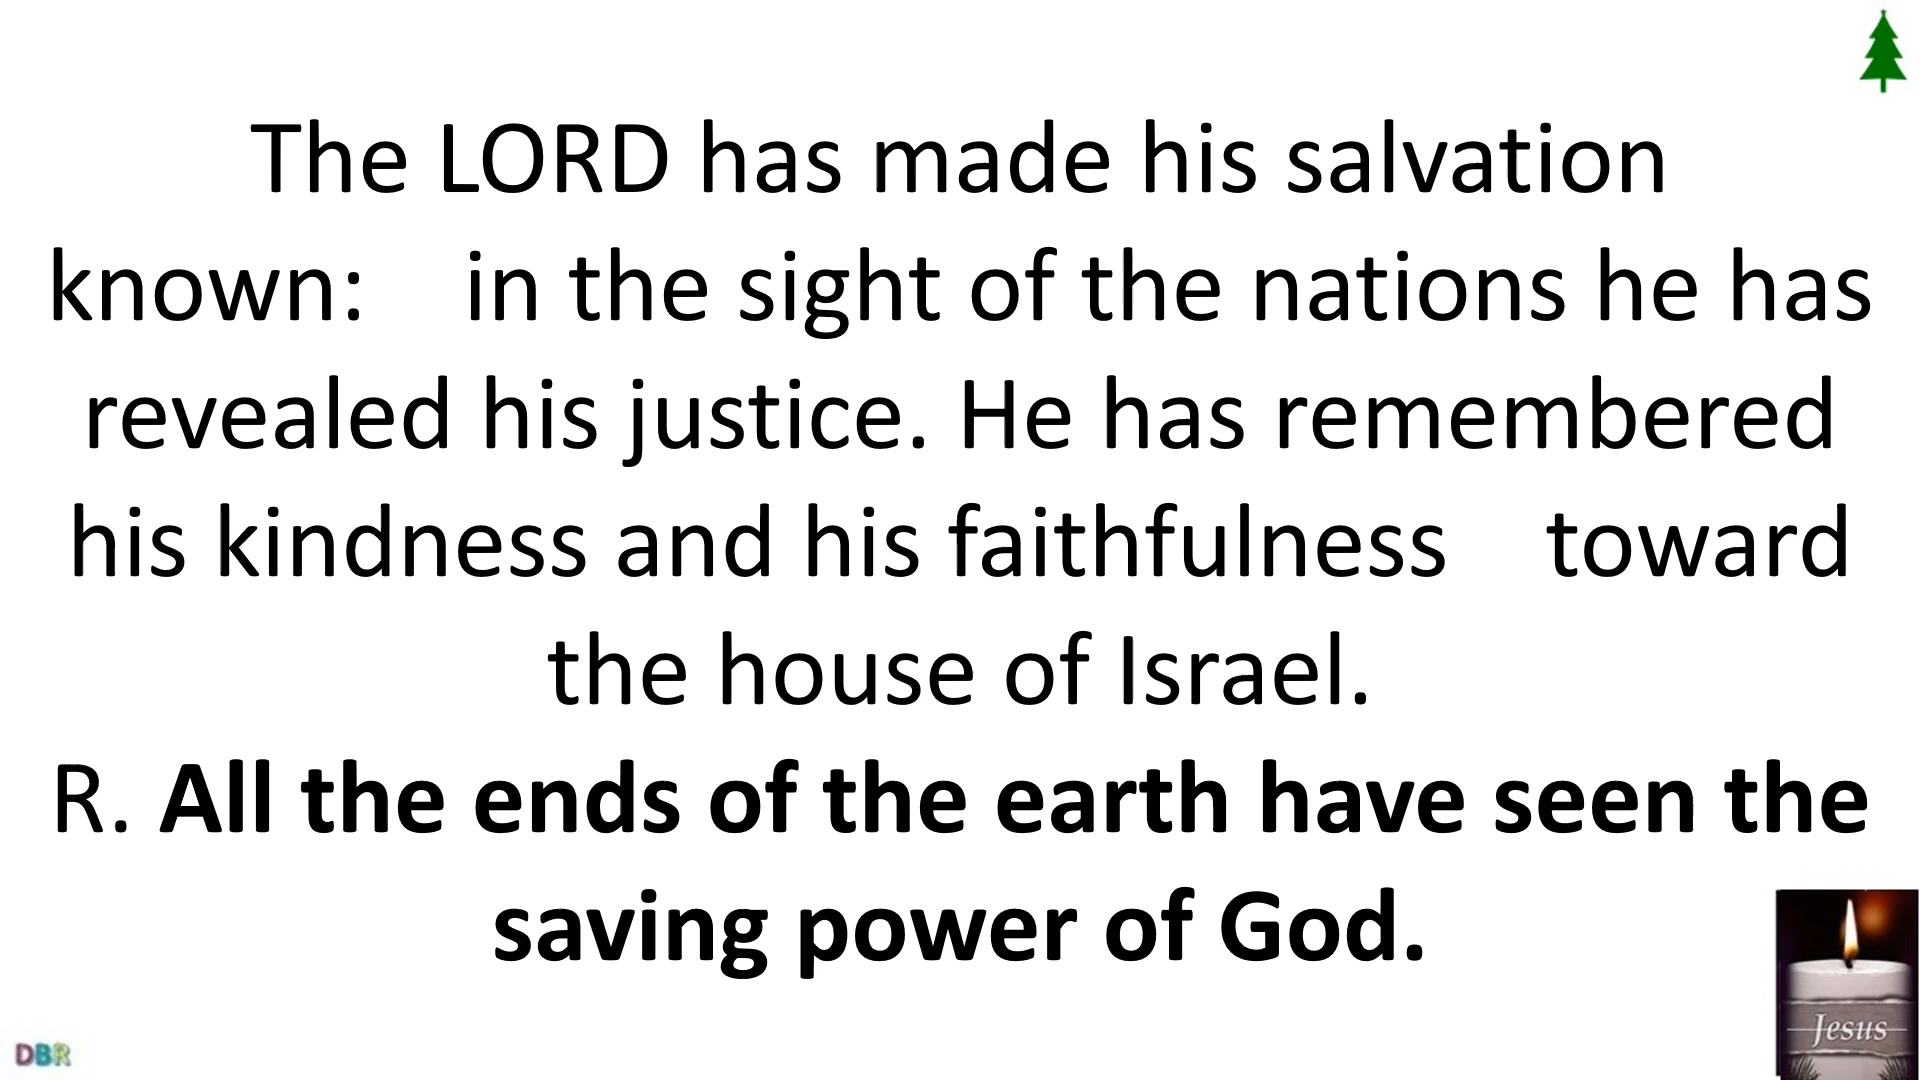 The LORD has made his salvation
known:    in the sight of the nations he has
revealed his justice. He has remembered
his kindness and his faithfulness    toward
the house of Israel.
R. All the ends of the earth have seen the
saving power of God.
Jesus
DBR